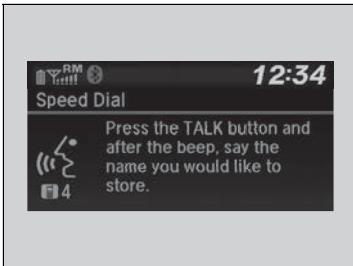 RM 12:34
Speed Dial
Press the TALK button and
after the beep, say the
name you would like to
store.
4